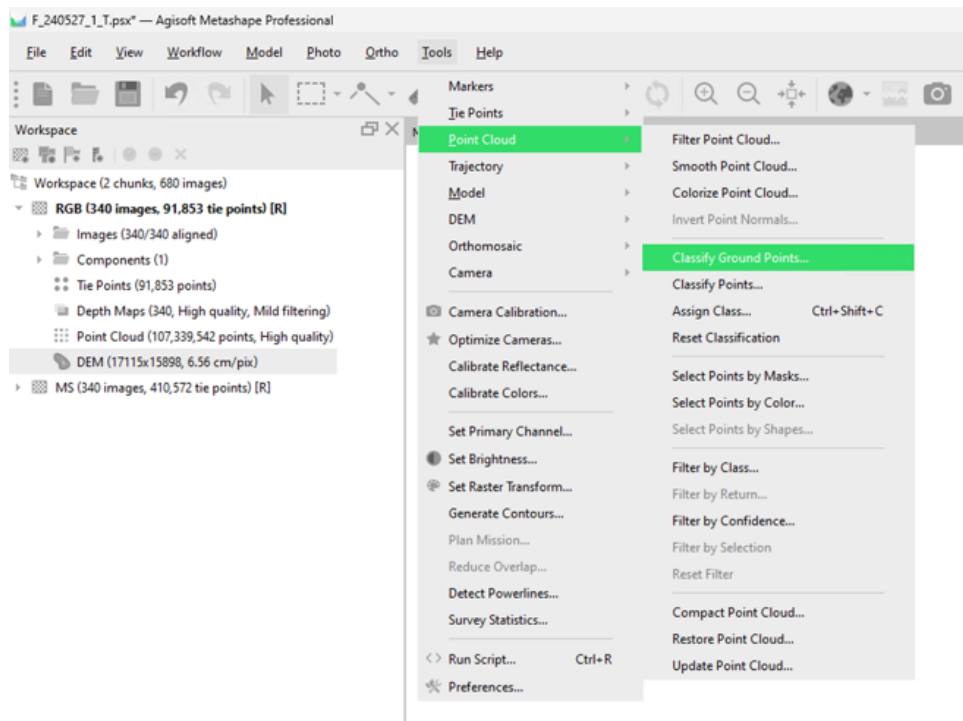 F_240527_1_T.psx* — Agisoft Metashape Professional
File Edit View Workflow Model Photo Ortho Tools Help
Workspace
Workspace (2 chunks, 680 images)
RGB (340 images, 91,853 tie points) [R]
Images (340/340 aligned)
Components (1)
Tie Points (91,853 points)
Depth Maps (340, High quality, Mild filtering)
Point Cloud (107,339,542 points, High quality)
DEM (17115x15898, 6.56 cm/pix)
MS (340 images, 410,572 tie points) [R]
Markers
Tie Points
Point Cloud
Trajectory
Model
DEM
Orthomosaic
Camera
Camera Calibration...
Optimize Cameras...
Calibrate Reflectance...
Calibrate Colors...
Set Primary Channel...
Set Brightness...
Set Raster Transform...
Generate Contours...
Plan Mission...
Reduce Overlap...
Detect Powerlines...
Survey Statistics...
Run Script... Ctrl+R
Preferences...
Filter Point Cloud...
Smooth Point Cloud...
Colorize Point Cloud...
Invert Point Normals...
Classify Ground Points...
Classify Points...
Assign Class... Ctrl+Shift+C
Reset Classification
Select Points by Masks...
Select Points by Color...
Select Points by Shapes...
Filter by Class...
Filter by Return...
Filter by Confidence...
Filter by Selection
Reset Filter
Compact Point Cloud...
Restore Point Cloud...
Update Point Cloud...